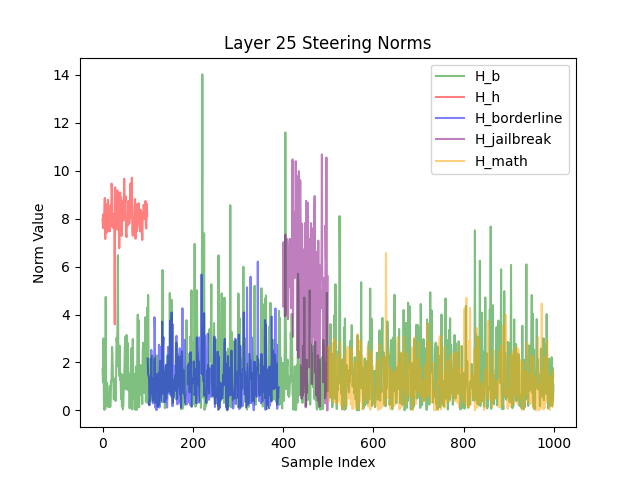 Layer 25 Steering Norms
14
12
10
8
6
4
2
0
Norm Value
H_b
H_h
H_borderline
H_jailbreak
H_math
0
200
400
600
800
1000
Sample Index